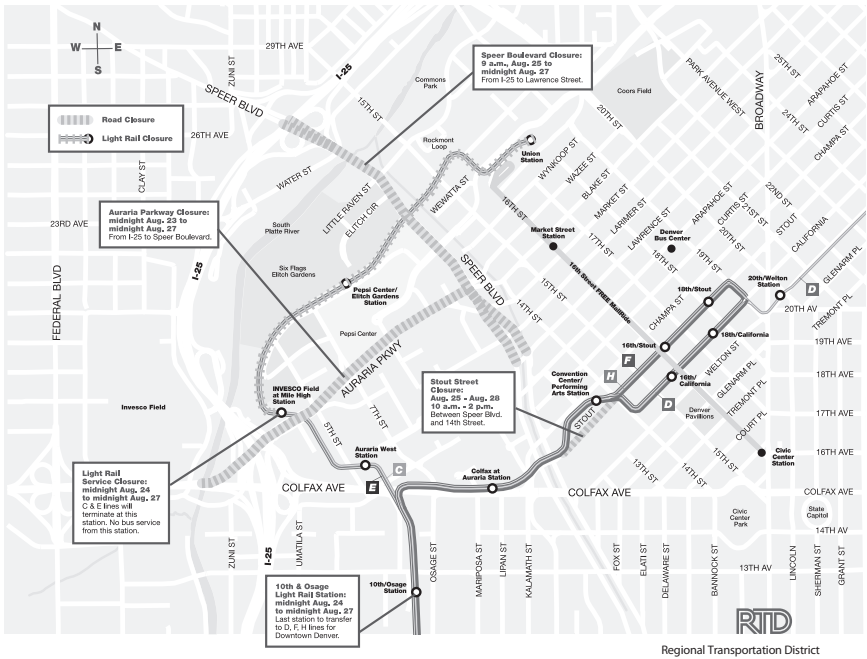 N
W E
S
Road Closure
Light Rail Closure
Speer Boulevard Closure:
9 a.m., Aug. 25 to
midnight Aug. 27
From I-25 to Lawrence Street.
Auraria Parkway Closure:
midnight Aug. 23 to
midnight Aug. 27
From I-25 to Speer Boulevard.
Stout Street
Closure:
Aug. 25 - Aug. 28
10 a.m. - 2 p.m.
Between Speer Blvd.
and 14th Street.
Light Rail
Service Closure:
midnight Aug. 24
to midnight Aug. 27
C & E lines will
terminate at this
station. No bus service
from this station.
10th & Osage
Light Rail Station:
midnight Aug. 24
to midnight Aug. 27
Last station to transfer
to D, F, H lines for
Downtown Denver.
29TH AVE
ZUNI ST
I-25
SPEER BLVD
15TH ST
Commons
Park
Coors Field
PARK AVENUE WEST
BROADWAY
25TH ST
ARAPAHOE ST
24TH ST
CURTIS ST
CHAMPA ST
20TH ST
26TH AVE
CLAY ST
WATER ST
Rockmont
Loop
Union
Station
WYNKOOP ST
WAZEE ST
BLAKE ST
MARKET ST
LARIMER ST
LAWRENCE ST
ARAPAHOE ST
CURTIS ST
22ND ST
21ST ST
STOUT
20TH ST
CALIFORNIA
23RD AVE
LITTLE RAVEN ST
ELITCH CIR
WEWATTA ST
16TH ST
South
Platte River
Market Street
Station
17TH ST
Denver
Bus Center
18TH ST
19TH ST
GLENARM PL
I-25
Six Flags
Elitch Gardens
Pepsi Center/
Elitch Gardens
Station
SPEER BLVD
15TH ST
16th Street FREE MallRide
20th/Welton
Station
D
18th/Stout
FEDERAL BLVD
14TH ST
CHAMPA ST
20TH AV
TREMONT PL
Pepsi Center
18th/California
19TH AVE
16th/Stout
WELTON ST
AURARIA PKWY
F
H
Convention
Center/
Performing
Arts Station
16th/
California
GLENARM PL
18TH AVE
TREMONT PL
D
INVESCO Field
at Mile High
Station
Invesco Field
7TH ST
5TH ST
STOUT
Denver
Pavilions
COURT PL
17TH AVE
Auraria West
Station
C
E
Colfax at
Auraria Station
13TH ST
14TH ST
15TH ST
Civic
Center
Station
16TH AVE
COLFAX AVE
COLFAX AVE
COLFAX AVE
Civic
Center
Park
State
Capitol
14TH AVE
ZUNI ST
I-25
UMATILA ST
OSAGE ST
MARIPOSA ST
LIPAN ST
KALAMATH ST
FOX ST
ELATI ST
DELAWARE ST
BANNOCK ST
13TH AV
LINCOLN
SHERMAN ST
GRANT ST
10th/Osage
Station
RTD
Regional Transportation District